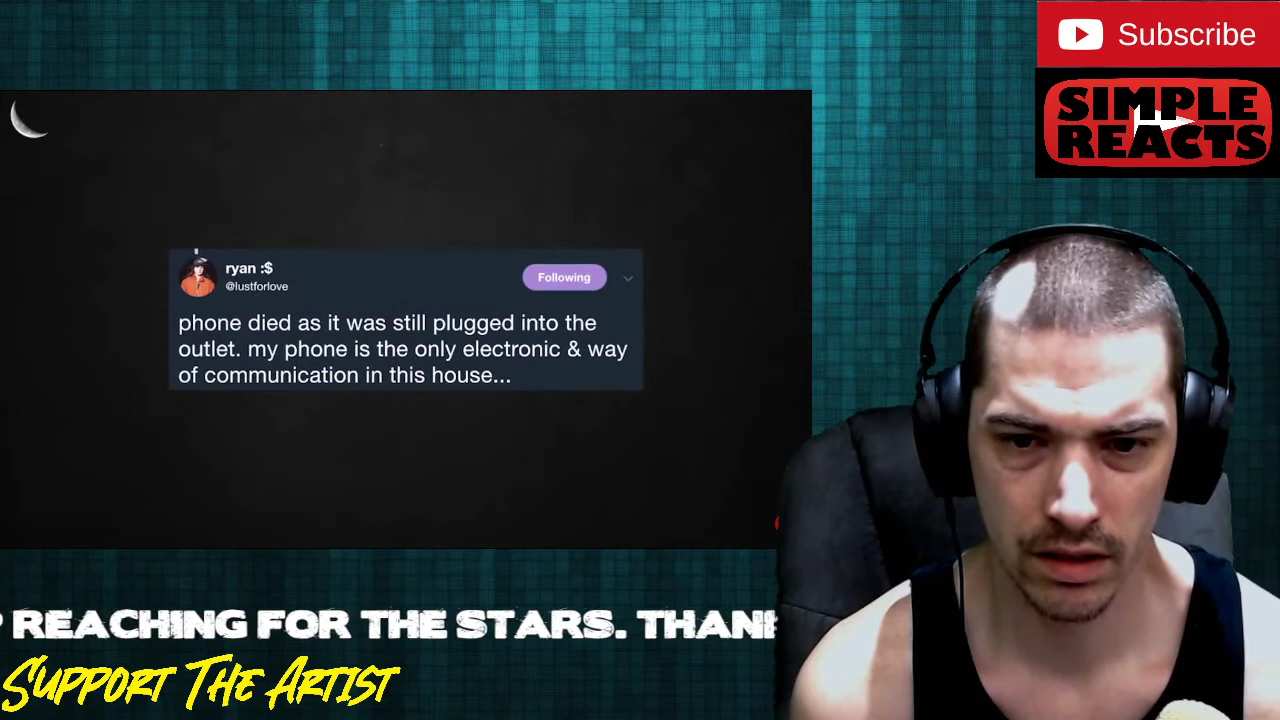 Subscribe
SIMPLE
REACTS
ryan :$
@lustforlove
Following
phone died as it was still plugged into the
outlet. my phone is the only electronic & way
of communication in this house...
REACHING FOR THE STARS.
SUPPORT THE ARTIST